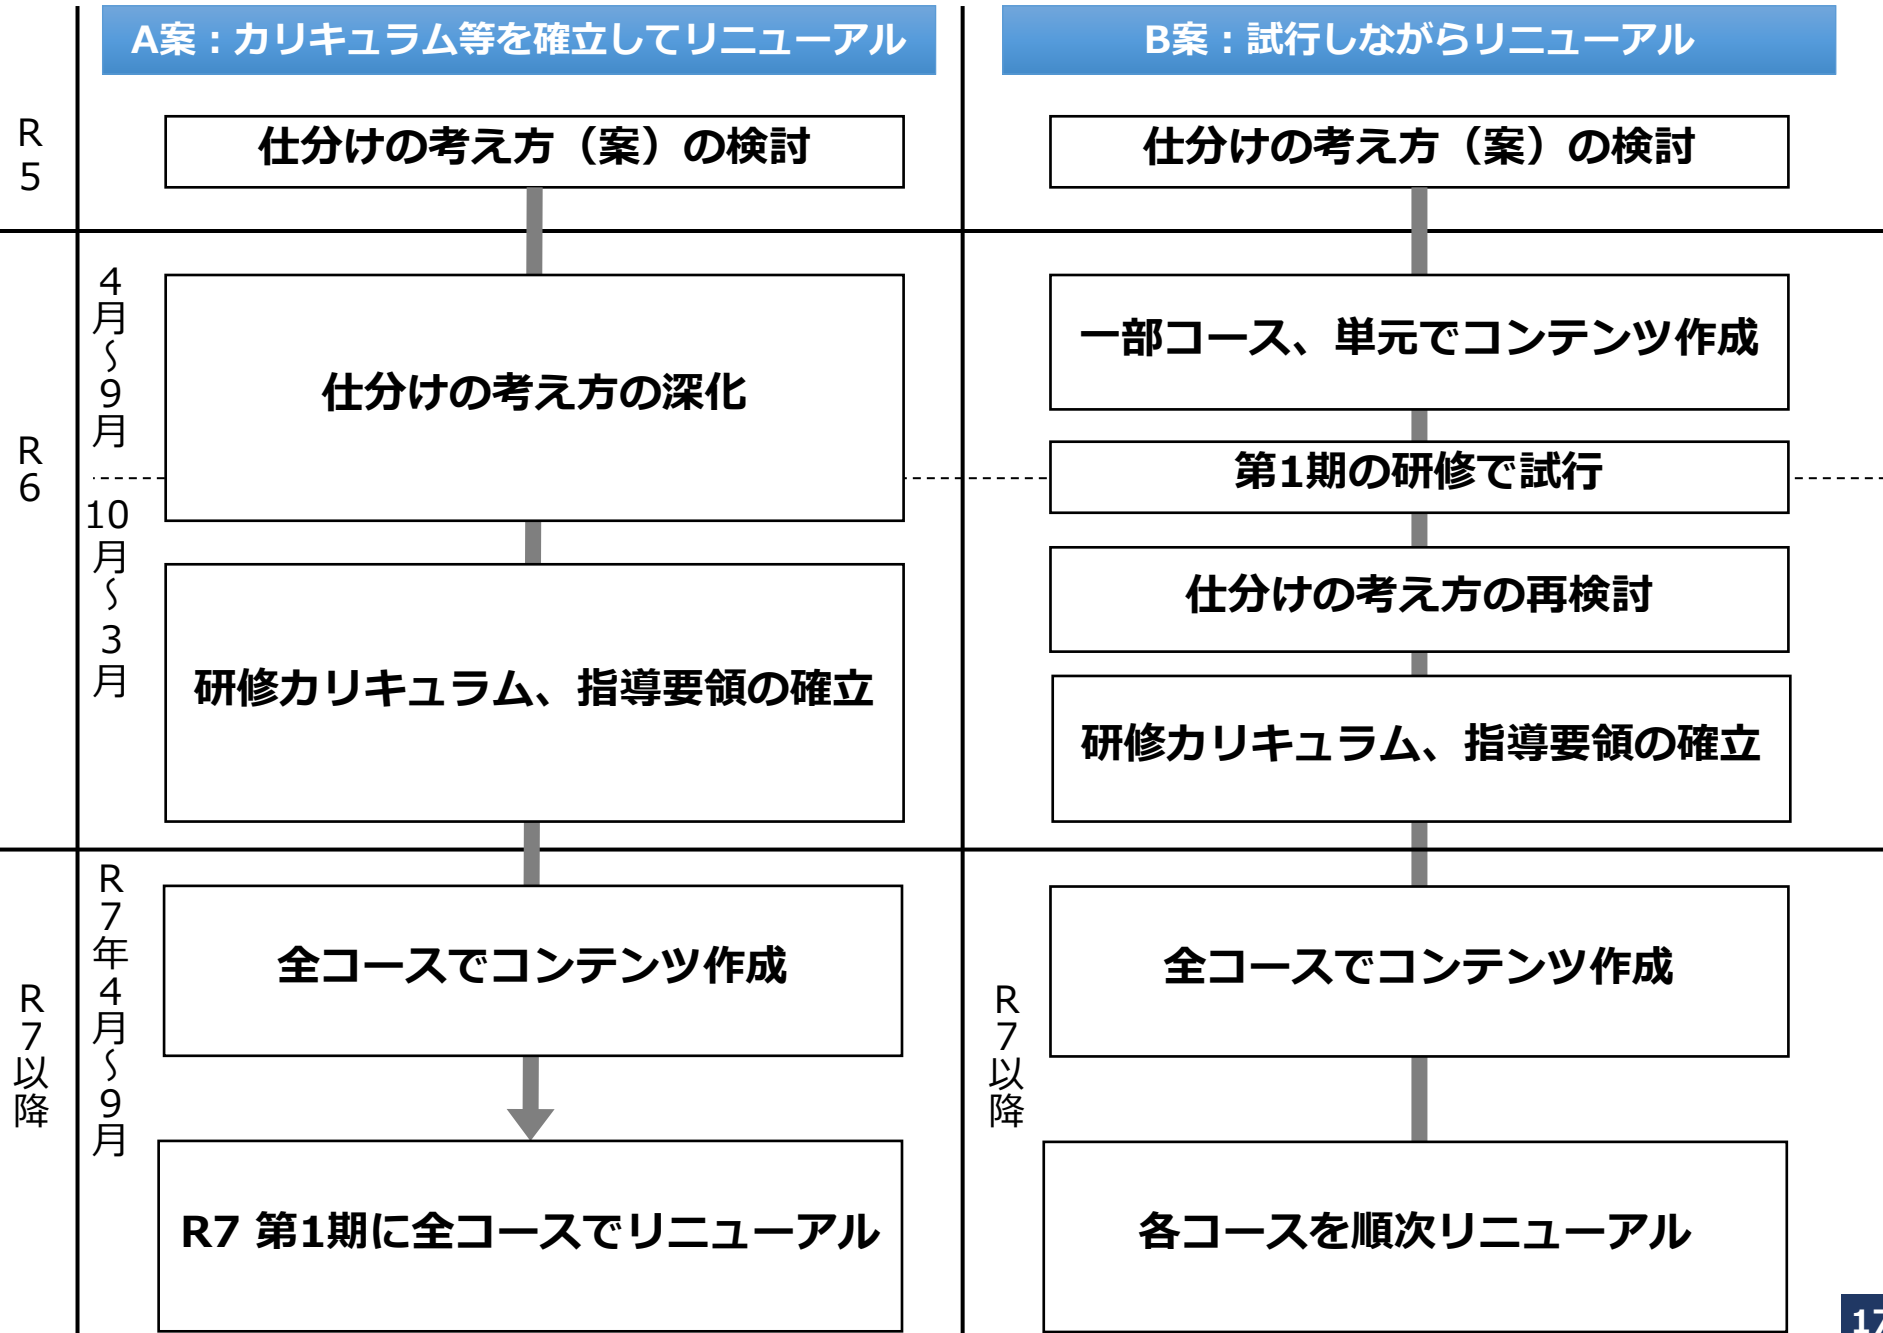 A案：カリキュラム等を確立してリニューアル
B案：試行しながらリニューアル
R5
仕分けの考え方（案）の検討
仕分けの考え方（案）の検討
R6
4月～9月
仕分けの考え方の深化
一部コース、単元でコンテンツ作成
第1期の研修で試行
10月～3月
仕分けの考え方の再検討
研修カリキュラム、指導要領の確立
研修カリキュラム、指導要領の確立
R7以降
R7年4月～9月
全コースでコンテンツ作成
R7以降
全コースでコンテンツ作成
R7 第1期に全コースでリニューアル
各コースを順次リニューアル
17